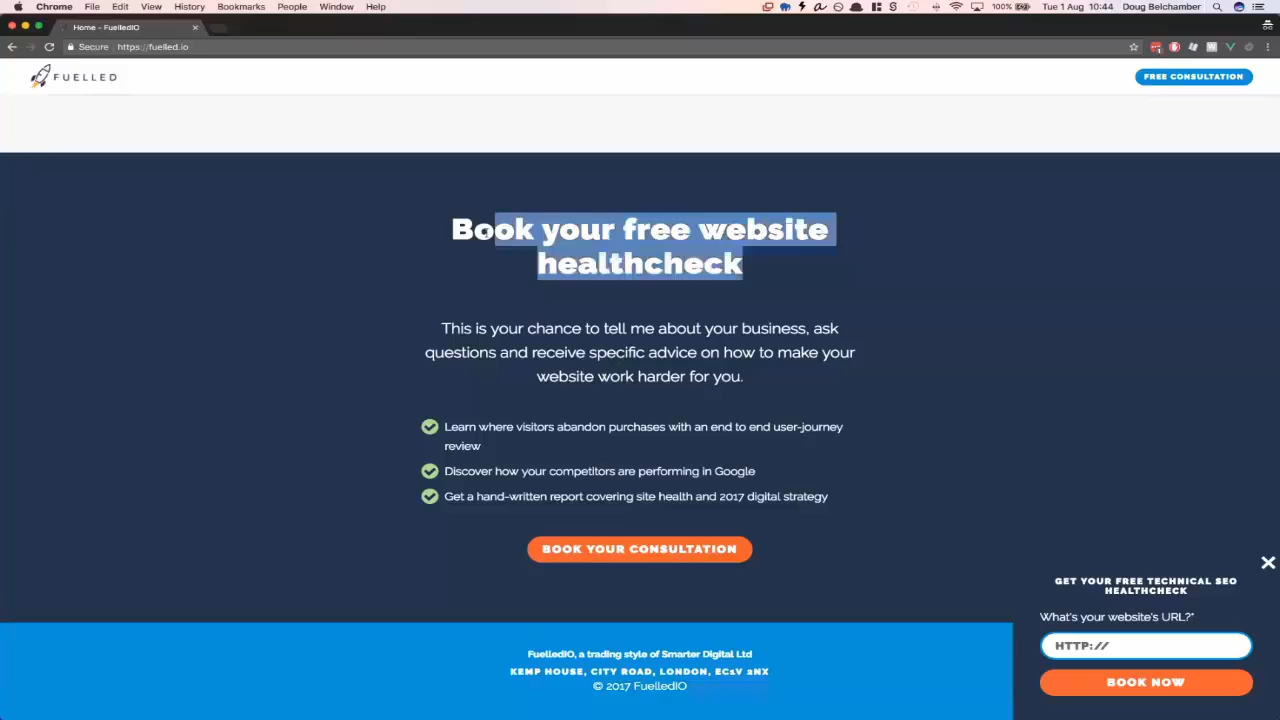 Chrome File Edit View History Bookmarks People Window Help 100% Tue 1 Aug 10:44 Doug Belchamber
Home - FuelledIO
Secure https://fuelled.io
FUELLED FREE CONSULTATION
Book your free website
healthcheck
This is your chance to tell me about your business, ask
questions and receive specific advice on how to make your
website work harder for you.
Learn where visitors abandon purchases with an end to end user-journey
review
Discover how your competitors are performing in Google
Get a hand-written report covering site health and 2017 digital strategy
BOOK YOUR CONSULTATION
GET YOUR FREE TECHNICAL SEO
HEALTHCHECK
What's your website's URL?*
HTTP://
BOOK NOW
FuelledIO, a trading style of Smarter Digital Ltd
KEMP HOUSE, CITY ROAD, LONDON, EC1V 2NX
© 2017 FuelledIO